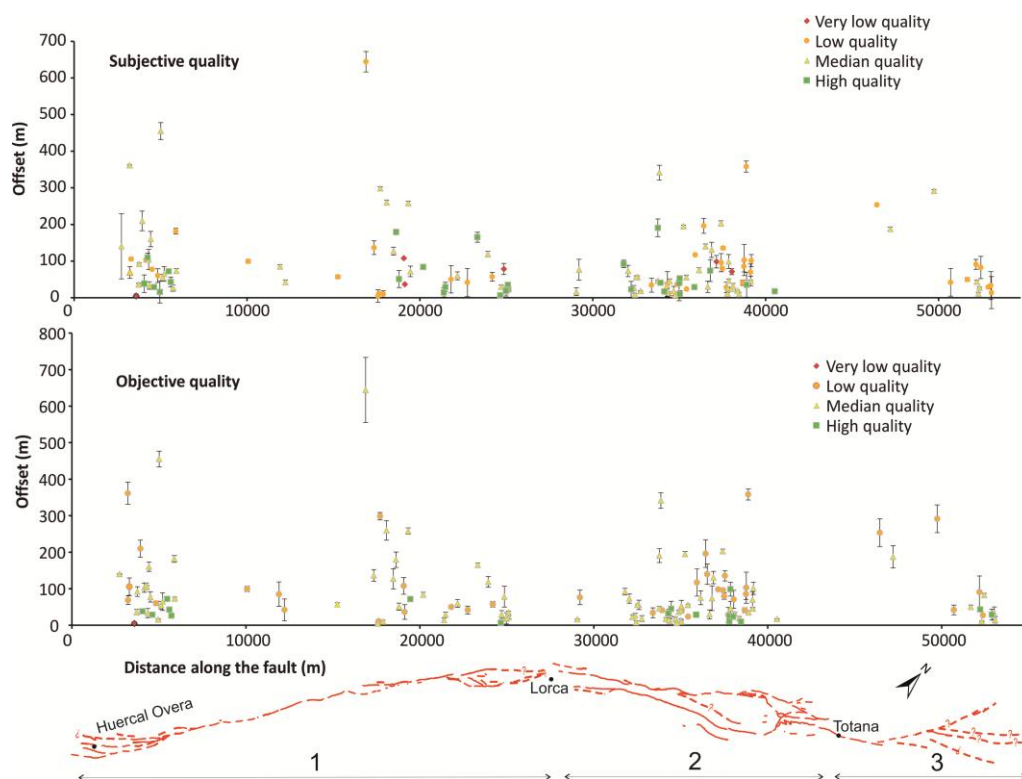 700
600
500
400
300
200
100
0
Offset (m)
Subjective quality
Very low quality
Low quality
Median quality
High quality
0 10000 20000 30000 40000 50000
800
700
600
500
400
300
200
100
0
Offset (m)
Objective quality
Very low quality
Low quality
Median quality
High quality
0 10000 20000 30000 40000 50000
Distance along the fault (m)
N
Huercal Overa
Lorca
Totana
? ? ? ? ? ?
1 2 3